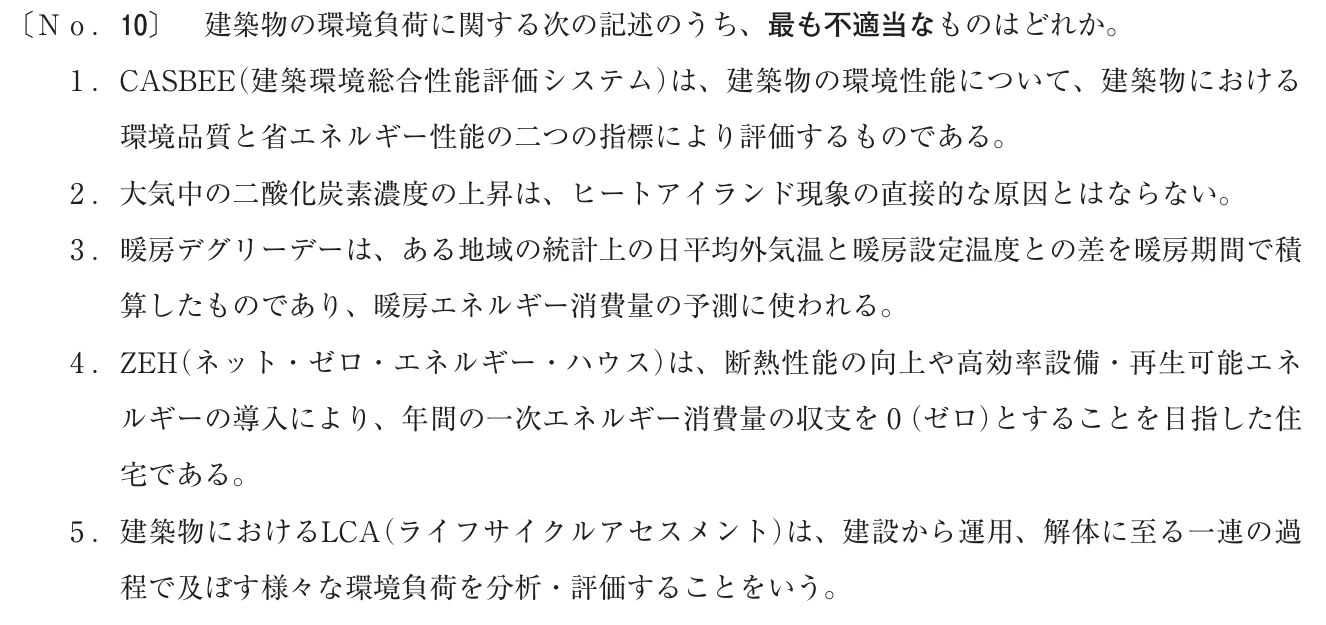 〔No. 10〕 建築物の環境負荷に関する次の記述のうち、最も不適当なものはどれか。
1. CASBEE(建築環境総合性能評価システム)は、建築物の環境性能について、建築物における
環境品質と省エネルギー性能の二つの指標により評価するものである。
2. 大気中の二酸化炭素濃度の上昇は、ヒートアイランド現象の直接的な原因とはならない。
3. 暖房デグリーデーは、ある地域の統計上の日平均外気温と暖房設定温度との差を暖房期間で積
算したものであり、暖房エネルギー消費量の予測に使われる。
4. ZEH(ネット・ゼロ・エネルギー・ハウス)は、断熱性能の向上や高効率設備・再生可能エネ
ルギーの導入により、年間の一次エネルギー消費量の収支を0(ゼロ)とすることを目指した住
宅である。
5. 建築物におけるLCA(ライフサイクルアセスメント)は、建設から運用、解体に至る一連の過
程で及ぼす様々な環境負荷を分析・評価することをいう。